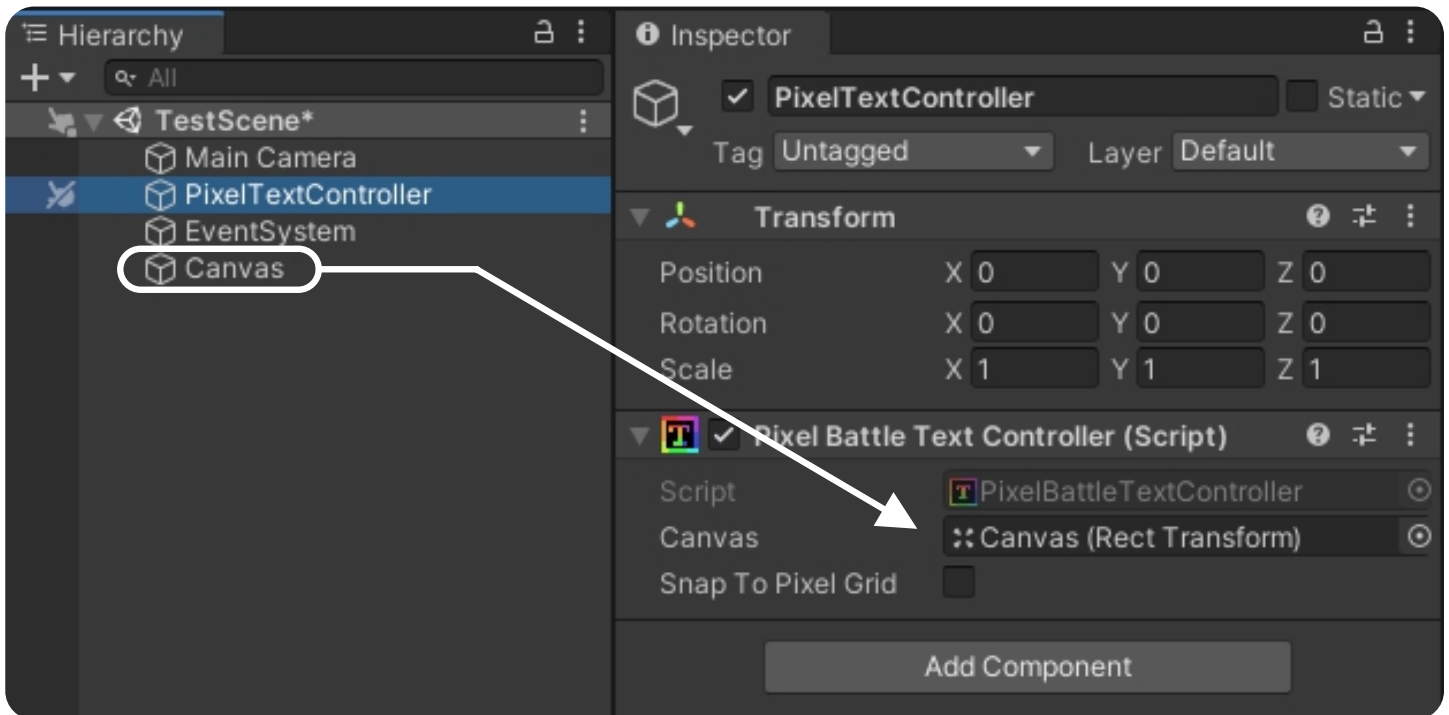 Hierarchy
All
TestScene*
Main Camera
PixelTextController
EventSystem
Canvas
Inspector
PixelTextController
Static
Tag Untagged Layer Default
Transform
Position X 0 Y 0 Z 0
Rotation X 0 Y 0 Z 0
Scale X 1 Y 1 Z 1
T Pixel Battle Text Controller (Script)
Script T PixelBattleTextController
Canvas Canvas (Rect Transform)
Snap To Pixel Grid
Add Component